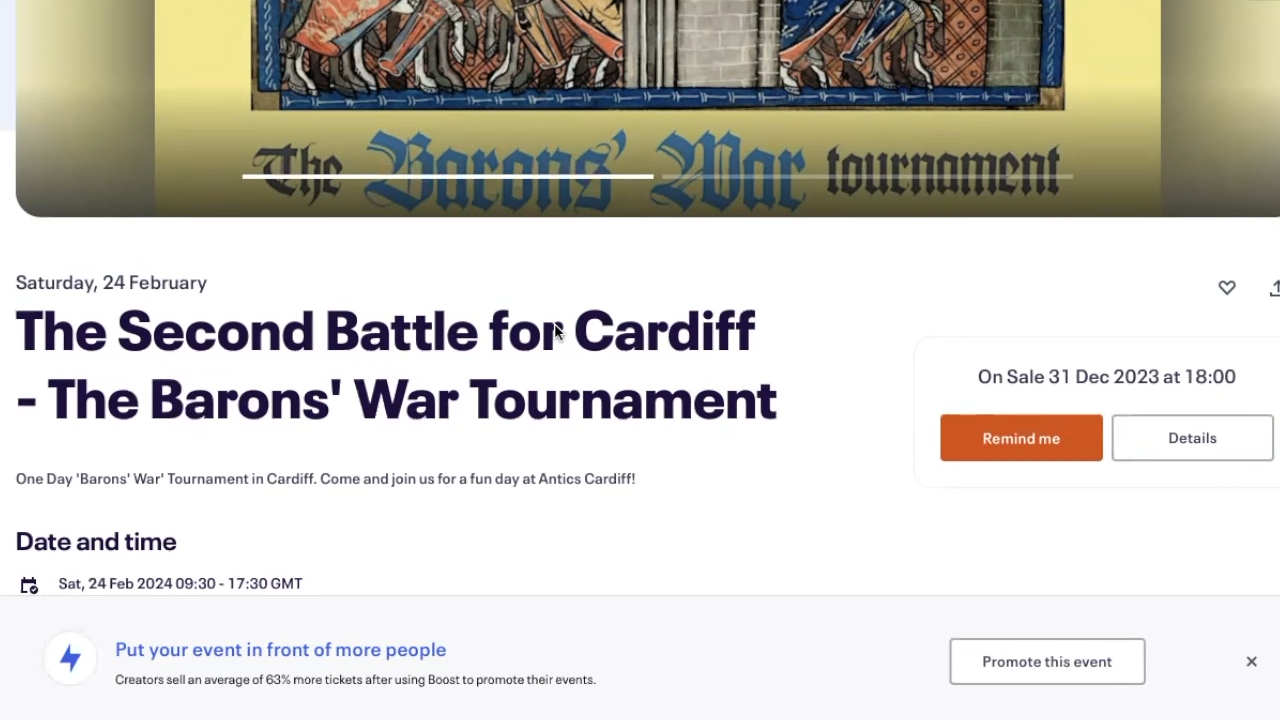 The Barons' War tournament
Saturday, 24 February
The Second Battle for Cardiff
- The Barons' War Tournament
On Sale 31 Dec 2023 at 18:00
Remind me
Details
One Day 'Barons' War' Tournament in Cardiff. Come and join us for a fun day at Antics Cardiff!
Date and time
Sat, 24 Feb 2024 09:30 - 17:30 GMT
Put your event in front of more people
Creators sell an average of 63% more tickets after using Boost to promote their events.
Promote this event